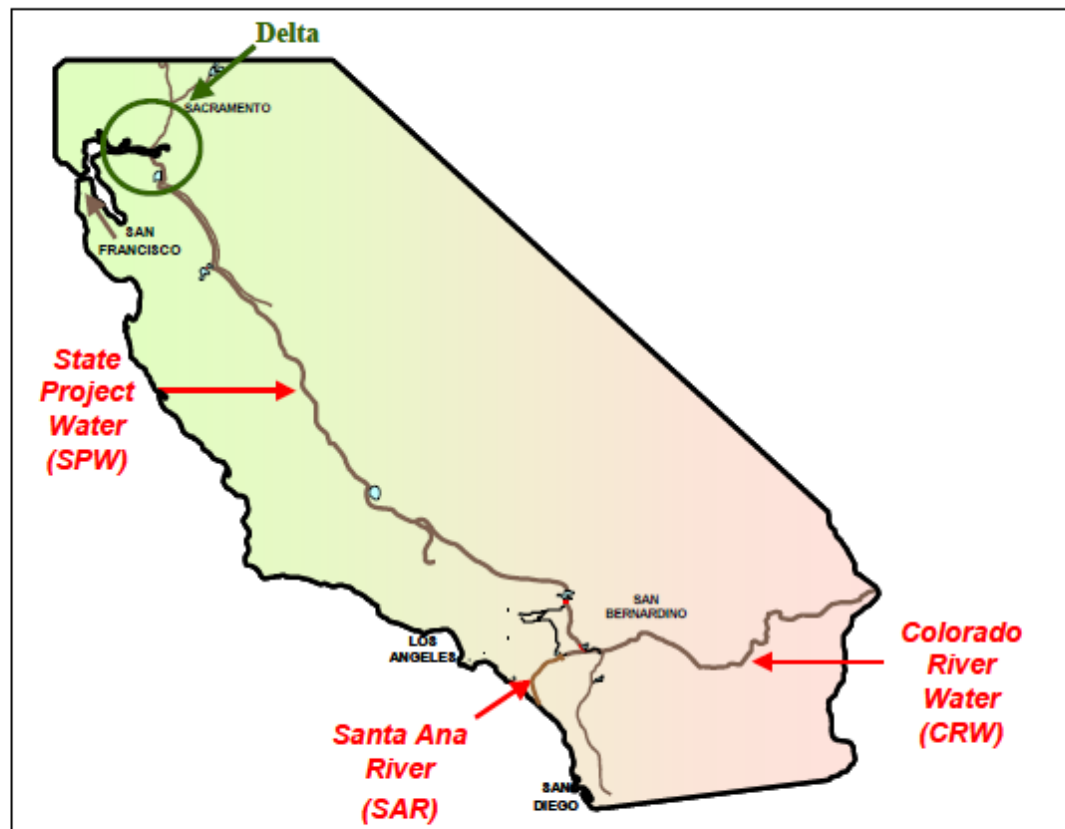 Delta
SACRAMENTO
SAN
FRANCISCO
State
Project
Water
(SPW)
SAN
BERNARDINO
LOS
ANGELES
Colorado
River
Water
(CRW)
Santa Ana
River
(SAR)
SAN
DIEGO